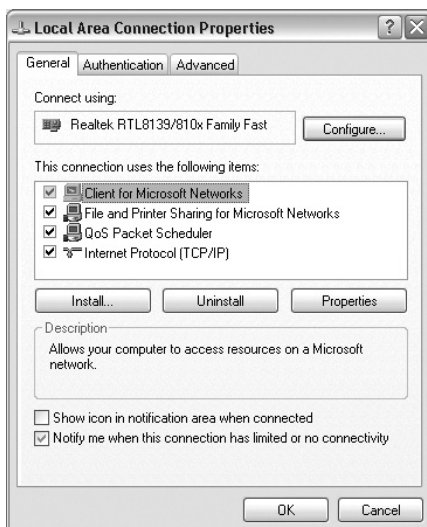 Local Area Connection Properties
General Authentication Advanced
Connect using:
Realtek RTL8139/810x Family Fast Configure...
This connection uses the following items:
Client for Microsoft Networks
File and Printer Sharing for Microsoft Networks
QoS Packet Scheduler
Internet Protocol (TCP/IP)
Install... Uninstall Properties
Description
Allows your computer to access resources on a Microsoft
network.
Show icon in notification area when connected
Notify me when this connection has limited or no connectivity
OK Cancel